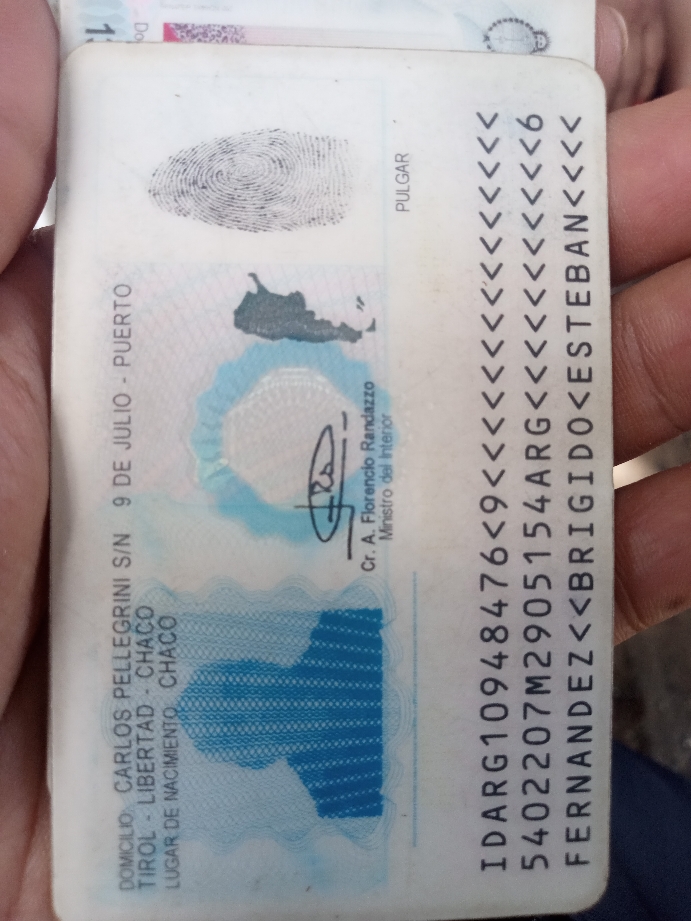 DOMICILIO: CARLOS PELLEGRINI S/N 9 DE JULIO - PUERTO
TIROL - LIBERTAD - CHACO
LUGAR DE NACIMIENTO: CHACO
Cr. A. Florencio Randazzo
Ministro del Interior
PULGAR
IDARG10948476<9<<<<<<<<<<<<<<<
5402207M2905154ARG<<<<<<<<<<<6
FERNANDEZ<<BRIGIDO<ESTEBAN<<<<